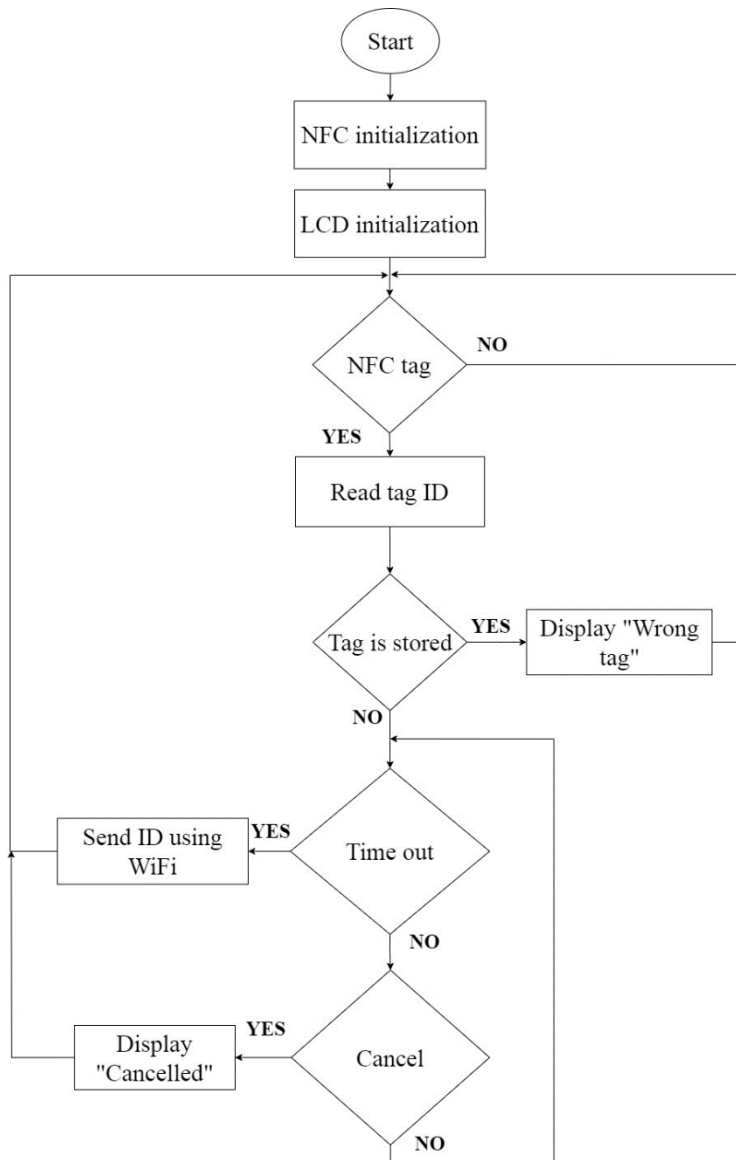 Start
NFC initialization
LCD initialization
NFC tag
NO
YES
Read tag ID
Tag is stored
YES
Display "Wrong
tag"
NO
Send ID using
WiFi
YES
Time out
NO
Display
"Cancelled"
YES
Cancel
NO